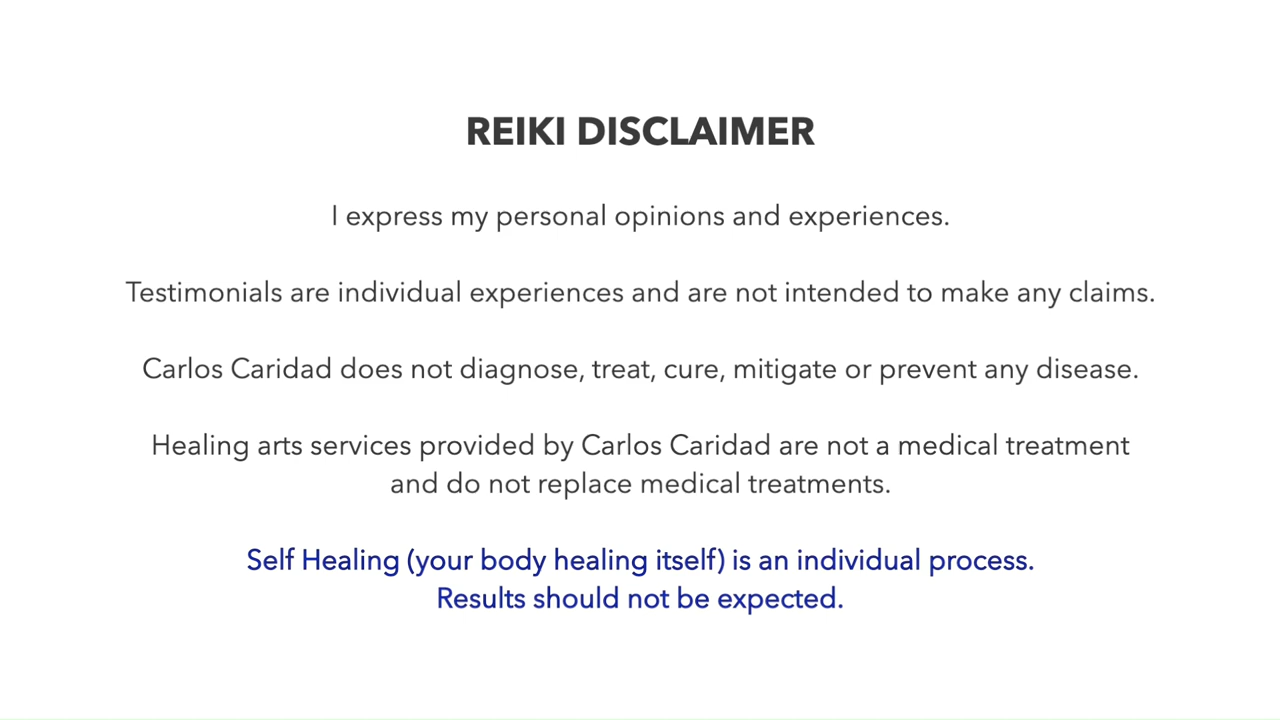 REIKI DISCLAIMER
I express my personal opinions and experiences.
Testimonials are individual experiences and are not intended to make any claims.
Carlos Caridad does not diagnose, treat, cure, mitigate or prevent any disease.
Healing arts services provided by Carlos Caridad are not a medical treatment
and do not replace medical treatments.
Self Healing (your body healing itself) is an individual process.
Results should not be expected.